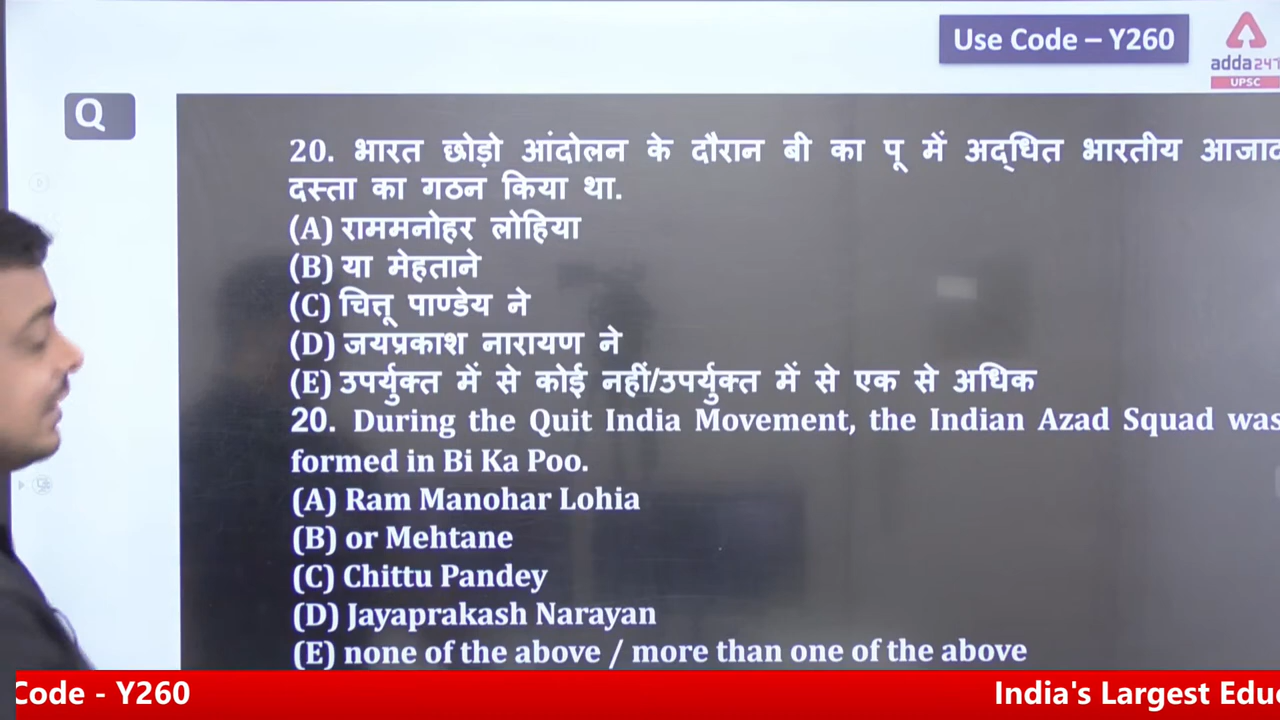 Use Code – Y260
adda247
UPSC
Q
20. भारत छोड़ो आंदोलन के दौरान बी का पू में अद्धित भारतीय आजाद
दस्ता का गठन किया था.
(A) राममनोहर लोहिया
(B) या मेहताने
(C) चित्तू पाण्डेय ने
(D) जयप्रकाश नारायण ने
(E) उपर्युक्त में से कोई नहीं/उपर्युक्त में से एक से अधिक
20. During the Quit India Movement, the Indian Azad Squad was
formed in Bi Ka Poo.
(A) Ram Manohar Lohia
(B) or Mehtane
(C) Chittu Pandey
(D) Jayaprakash Narayan
(E) none of the above / more than one of the above
Code - Y260
India's Largest Edu